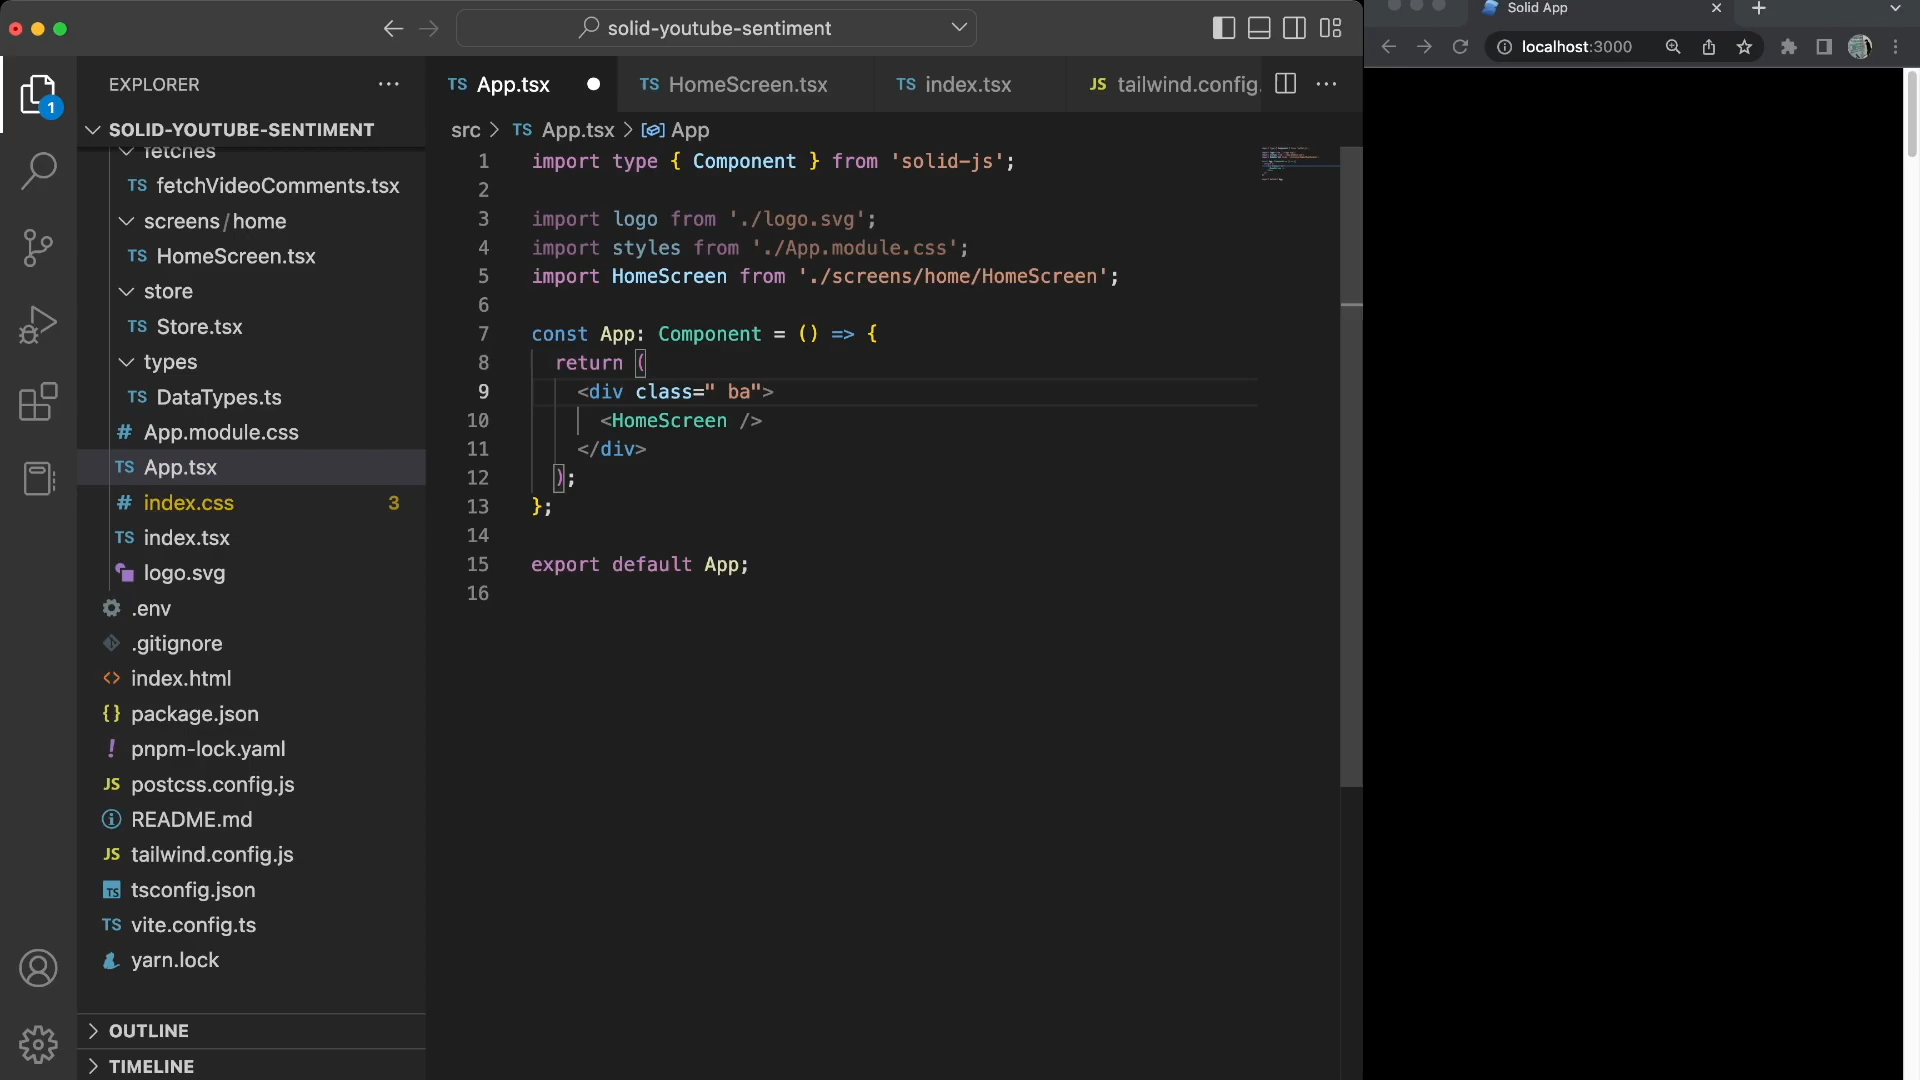 solid-youtube-sentiment
Solid App
localhost:3000
1
EXPLORER
SOLID-YOUTUBE-SENTIMENT
fetches
TS fetchVideoComments.tsx
screens/home
TS HomeScreen.tsx
store
TS Store.tsx
types
TS DataTypes.ts
# App.module.css
TS App.tsx
# index.css 3
TS index.tsx
logo.svg
.env
.gitignore
<> index.html
{} package.json
! pnpm-lock.yaml
JS postcss.config.js
README.md
JS tailwind.config.js
TS tsconfig.json
TS vite.config.ts
yarn.lock
OUTLINE
TIMELINE
TS App.tsx
TS HomeScreen.tsx
TS index.tsx
JS tailwind.config.
src > TS App.tsx > App
1 import type { Component } from 'solid-js';
2
3 import logo from './logo.svg';
4 import styles from './App.module.css';
5 import HomeScreen from './screens/home/HomeScreen';
6
7 const App: Component = () => {
8 return (
9 <div class=" ba">
10 <HomeScreen />
11 </div>
12 );
13 };
14
15 export default App;
16